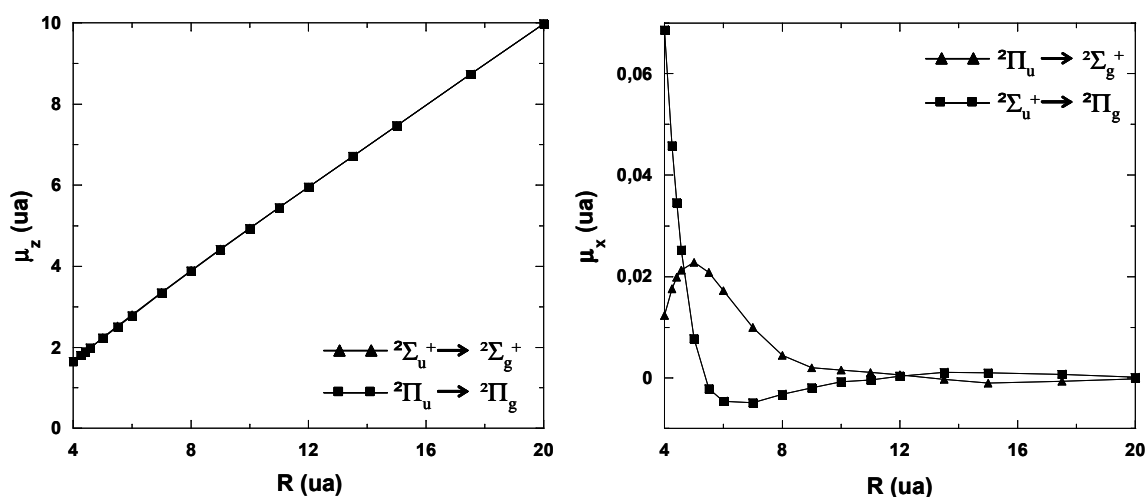 10
8
6
4
2
0
μz (ua)
4 8 12 16 20
R (ua)
²Σu⁺ → ²Σg⁺
²Πu → ²Πg
0,06
0,04
0,02
0
μx (ua)
4 8 12 16 20
R (ua)
²Πu → ²Σg⁺
²Σu⁺ → ²Πg